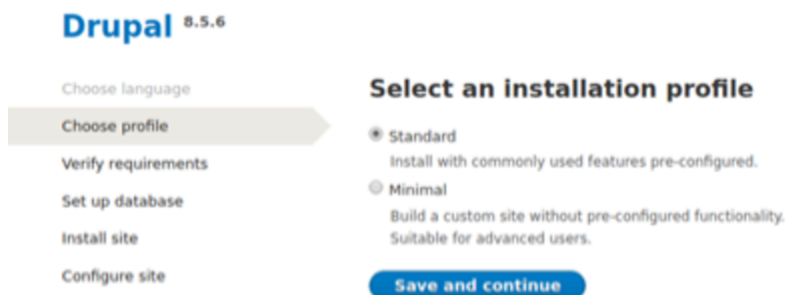 Drupal 8.5.6
Choose language
Choose profile
Verify requirements
Set up database
Install site
Configure site
Select an installation profile
Standard
Install with commonly used features pre-configured.
Minimal
Build a custom site without pre-configured functionality.
Suitable for advanced users.
Save and continue